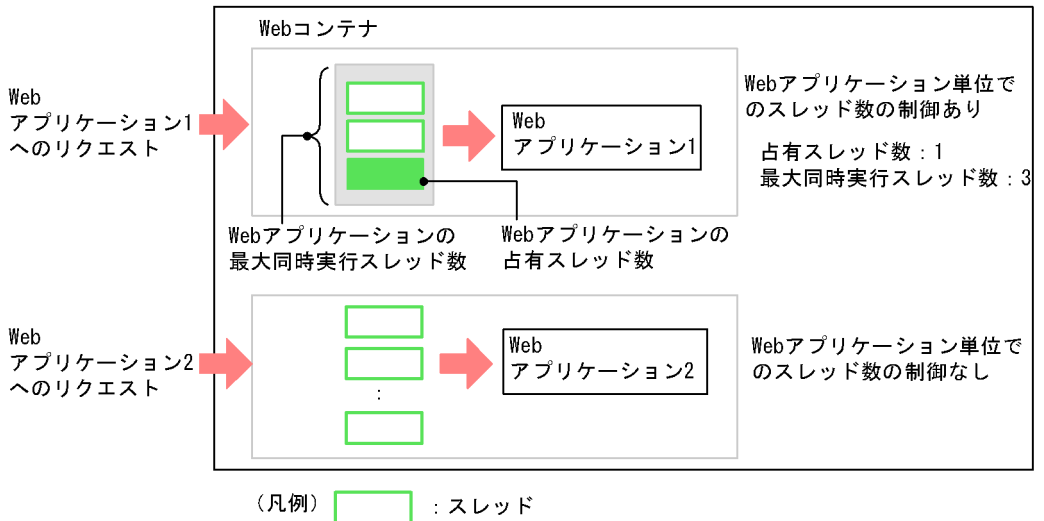 Webコンテナ
Web
アプリケーション1
へのリクエスト
Web
アプリケーション1
Webアプリケーション単位で
のスレッド数の制御あり
占有スレッド数：1
最大同時実行スレッド数：3
Webアプリケーションの
最大同時実行スレッド数
Webアプリケーションの
占有スレッド数
Web
アプリケーション2
へのリクエスト
:
Web
アプリケーション2
Webアプリケーション単位で
のスレッド数の制御なし
（凡例）　：スレッド